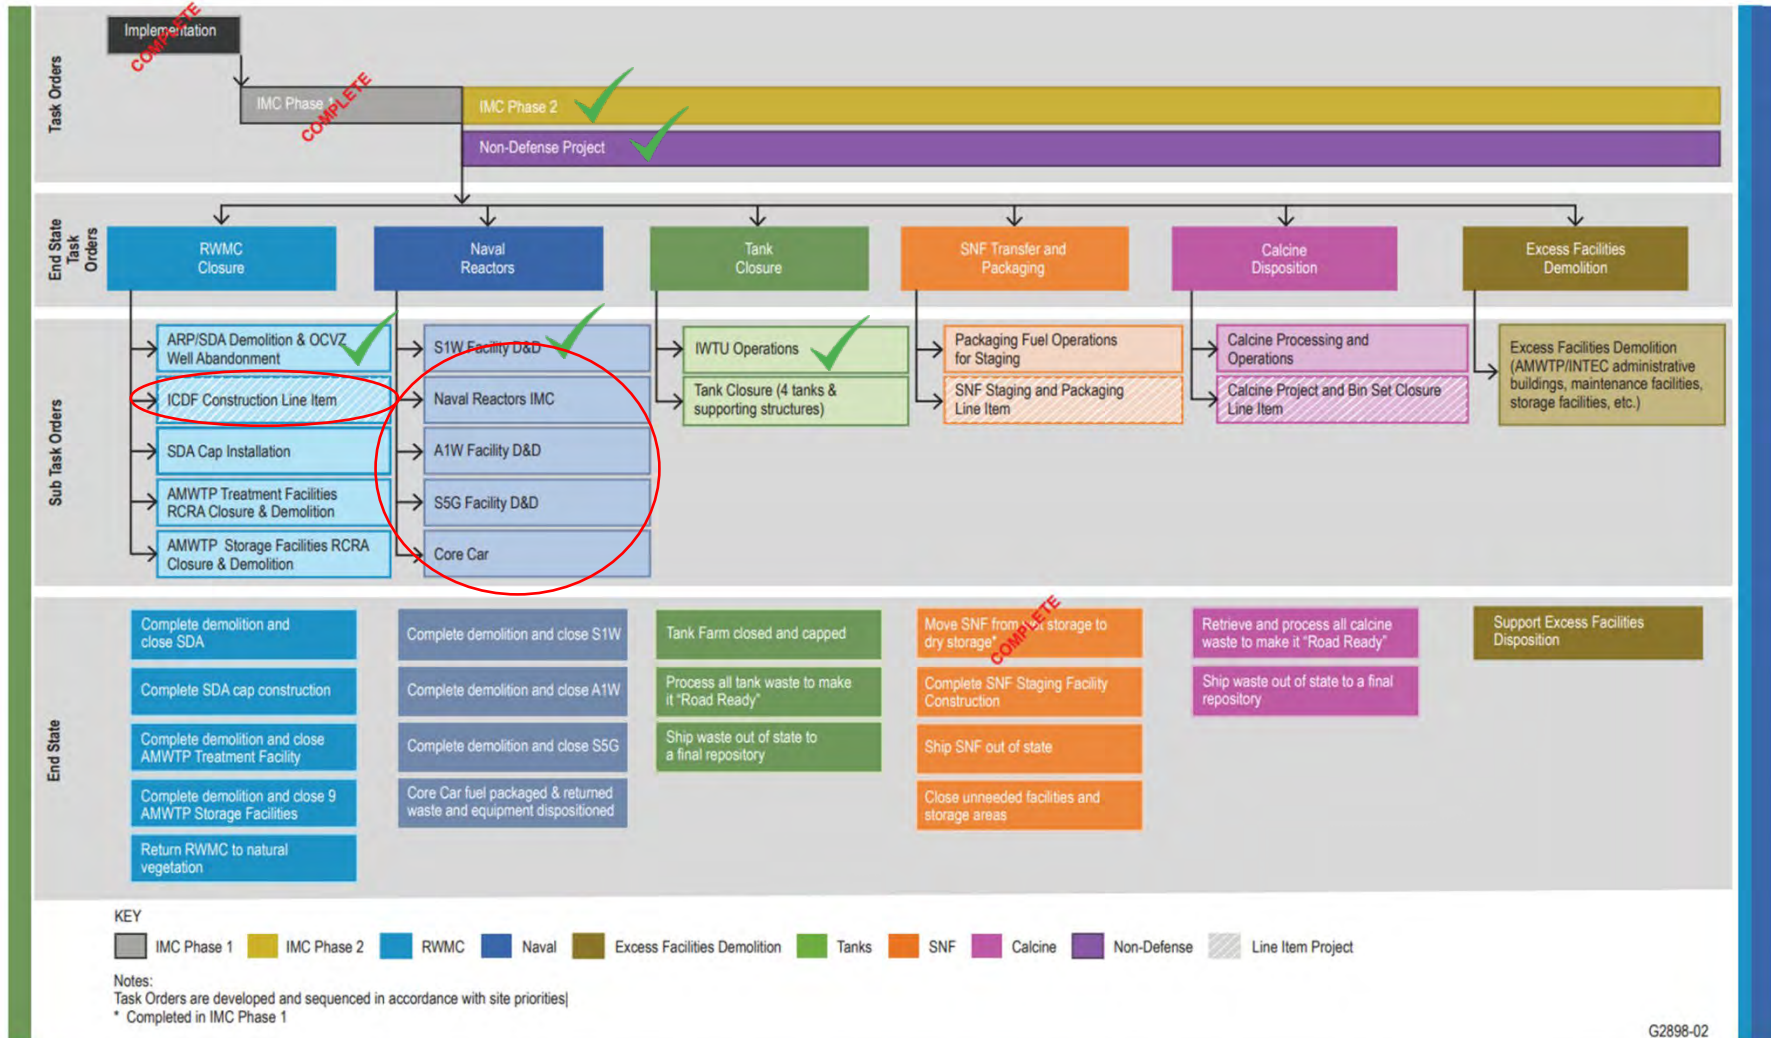 Task Orders
Implementation
COMPLETE
IMC Phase 1
COMPLETE
IMC Phase 2
Non-Defense Project
End State
Task
Orders
RWMC
Closure
Naval
Reactors
Tank
Closure
SNF Transfer and
Packaging
Calcine
Disposition
Excess Facilities
Demolition
Sub Task Orders
ARP/SDA Demolition & OCVZ
Well Abandonment
ICDF Construction Line Item
SDA Cap Installation
AMWTP Treatment Facilities
RCRA Closure & Demolition
AMWTP Storage Facilities RCRA
Closure & Demolition
S1W Facility D&D
Naval Reactors IMC
A1W Facility D&D
S5G Facility D&D
Core Car
IWTU Operations
Tank Closure (4 tanks &
supporting structures)
Packaging Fuel Operations
for Staging
SNF Staging and Packaging
Line Item
Calcine Processing and
Operations
Calcine Project and Bin Set Closure
Line Item
Excess Facilities Demolition
(AMWTP/INTEC administrative
buildings, maintenance facilities,
storage facilities, etc.)
End State
Complete demolition and
close SDA
Complete SDA cap construction
Complete demolition and close
AMWTP Treatment Facility
Complete demolition and close 9
AMWTP Storage Facilities
Return RWMC to natural
vegetation
Complete demolition and close S1W
Complete demolition and close A1W
Complete demolition and close S5G
Core Car fuel packaged & returned
waste and equipment dispositioned
Tank Farm closed and capped
Process all tank waste to make
it “Road Ready”
Ship waste out of state to
a final repository
Move SNF from wet storage to
dry storage*
COMPLETE
Complete SNF Staging Facility
Construction
Ship SNF out of state
Close unneeded facilities and
storage areas
Retrieve and process all calcine
waste to make it “Road Ready”
Ship waste out of state to a final
repository
Support Excess Facilities
Disposition
KEY
IMC Phase 1
IMC Phase 2
RWMC
Naval
Excess Facilities Demolition
Tanks
SNF
Calcine
Non-Defense
Line Item Project
Notes:
Task Orders are developed and sequenced in accordance with site priorities|
* Completed in IMC Phase 1
G2898-02